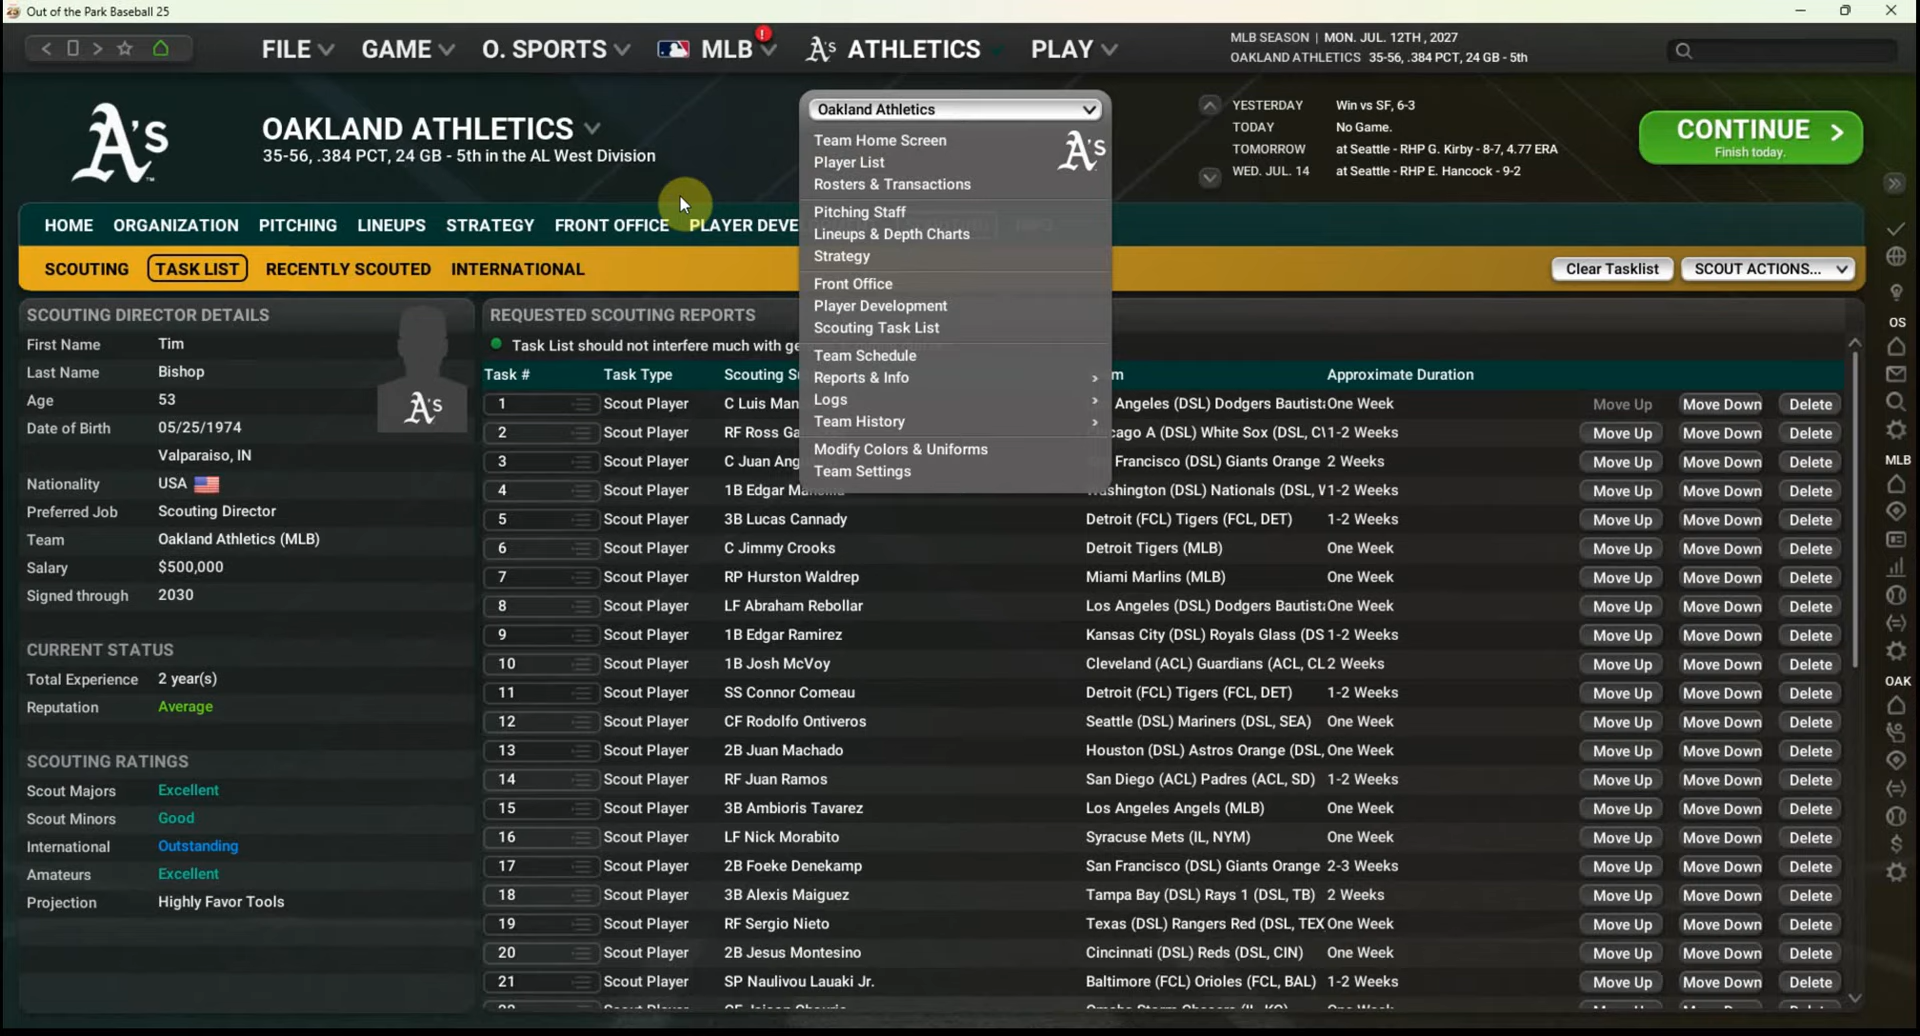 Out of the Park Baseball 25
FILE
GAME
O. SPORTS
MLB
!
A's ATHLETICS
PLAY
MLB SEASON | MON. JUL. 12TH , 2027
OAKLAND ATHLETICS 35-56, .384 PCT, 24 GB - 5th
A's
OAKLAND ATHLETICS
35-56, .384 PCT, 24 GB - 5th in the AL West Division
Oakland Athletics
Team Home Screen
Player List
Rosters & Transactions
A's
Pitching Staff
Lineups & Depth Charts
Strategy
Front Office
Player Development
Scouting Task List
Team Schedule
Reports & Info
Logs
Team History
Modify Colors & Uniforms
Team Settings
YESTERDAY Win vs SF, 6-3
TODAY No Game.
TOMORROW at Seattle - RHP G. Kirby - 8-7, 4.77 ERA
WED. JUL. 14 at Seattle - RHP E. Hancock - 9-2
CONTINUE
Finish today.
HOME ORGANIZATION PITCHING LINEUPS STRATEGY FRONT OFFICE PLAYER DEVE
SCOUTING TASK LIST RECENTLY SCOUTED INTERNATIONAL
Clear Tasklist
SCOUT ACTIONS...
SCOUTING DIRECTOR DETAILS
First Name Tim
Last Name Bishop
Age 53
Date of Birth 05/25/1974
Valparaiso, IN
Nationality USA
Preferred Job Scouting Director
Team Oakland Athletics (MLB)
Salary $500,000
Signed through 2030
A's
CURRENT STATUS
Total Experience 2 year(s)
Reputation Average
SCOUTING RATINGS
Scout Majors Excellent
Scout Minors Good
International Outstanding
Amateurs Excellent
Projection Highly Favor Tools
REQUESTED SCOUTING REPORTS
Task List should not interfere much with ge
Task # Task Type Scouting Su m Approximate Duration
1 Scout Player C Luis Man Angeles (DSL) Dodgers Bautist One Week Move Up Move Down Delete
2 Scout Player RF Ross Ga cago A (DSL) White Sox (DSL, C 1-2 Weeks Move Up Move Down Delete
3 Scout Player C Juan Ang Francisco (DSL) Giants Orange 2 Weeks Move Up Move Down Delete
4 Scout Player 1B Edgar Washington (DSL) Nationals (DSL, 1-2 Weeks Move Up Move Down Delete
5 Scout Player 3B Lucas Cannady Detroit (FCL) Tigers (FCL, DET) 1-2 Weeks Move Up Move Down Delete
6 Scout Player C Jimmy Crooks Detroit Tigers (MLB) One Week Move Up Move Down Delete
7 Scout Player RP Hurston Waldrep Miami Marlins (MLB) One Week Move Up Move Down Delete
8 Scout Player LF Abraham Rebollar Los Angeles (DSL) Dodgers Bautist One Week Move Up Move Down Delete
9 Scout Player 1B Edgar Ramirez Kansas City (DSL) Royals Glass (DS 1-2 Weeks Move Up Move Down Delete
10 Scout Player 1B Josh McVoy Cleveland (ACL) Guardians (ACL, CL 2 Weeks Move Up Move Down Delete
11 Scout Player SS Connor Comeau Detroit (FCL) Tigers (FCL, DET) 1-2 Weeks Move Up Move Down Delete
12 Scout Player CF Rodolfo Ontiveros Seattle (DSL) Mariners (DSL, SEA) One Week Move Up Move Down Delete
13 Scout Player 2B Juan Machado Houston (DSL) Astros Orange (DSL, One Week Move Up Move Down Delete
14 Scout Player RF Juan Ramos San Diego (ACL) Padres (ACL, SD) 1-2 Weeks Move Up Move Down Delete
15 Scout Player 3B Ambioris Tavarez Los Angeles Angels (MLB) One Week Move Up Move Down Delete
16 Scout Player LF Nick Morabito Syracuse Mets (IL, NYM) One Week Move Up Move Down Delete
17 Scout Player 2B Foeke Denekamp San Francisco (DSL) Giants Orange 2-3 Weeks Move Up Move Down Delete
18 Scout Player 3B Alexis Maiguez Tampa Bay (DSL) Rays 1 (DSL, TB) 2 Weeks Move Up Move Down Delete
19 Scout Player RF Sergio Nieto Texas (DSL) Rangers Red (DSL, TEX One Week Move Up Move Down Delete
20 Scout Player 2B Jesus Montesino Cincinnati (DSL) Reds (DSL, CIN) One Week Move Up Move Down Delete
21 Scout Player SP Naulivou Lauaki Jr. Baltimore (FCL) Orioles (FCL, BAL) 1-2 Weeks Move Up Move Down Delete
OS
MLB
OAK